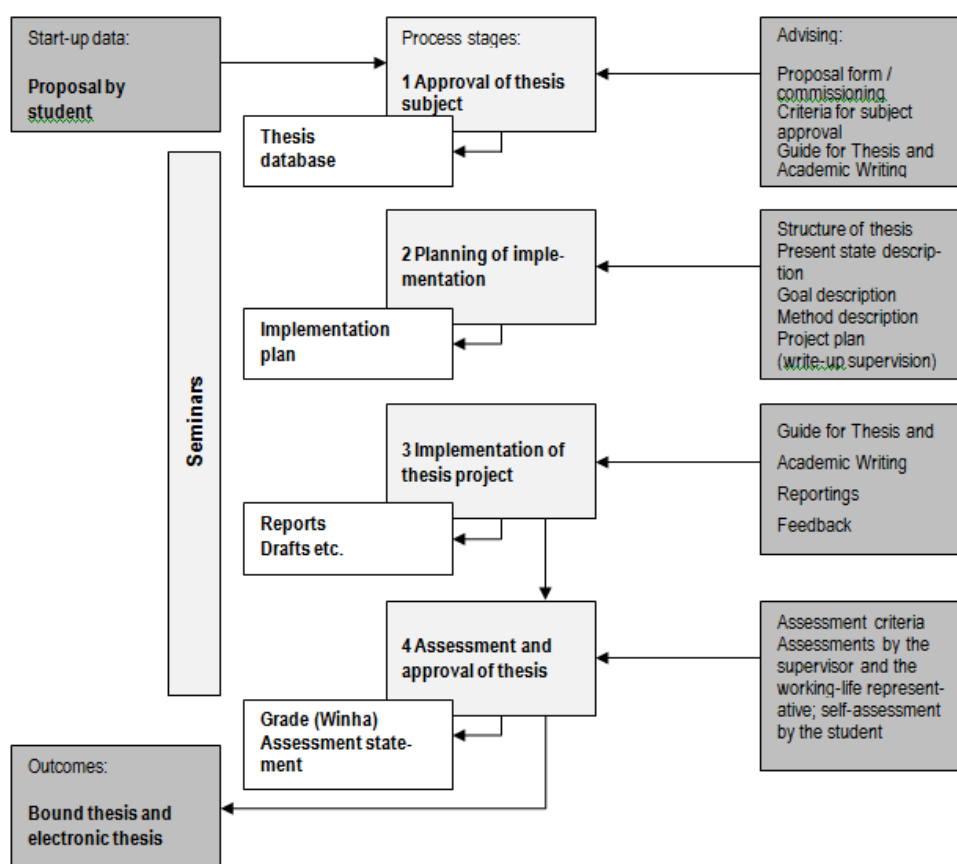 Start-up data:
Proposal by
student
Process stages:
1 Approval of thesis
subject
Advising:
Proposal form /
commissioning
Criteria for subject
approval
Guide for Thesis and
Academic Writing
Thesis
database
Seminars
2 Planning of imple-
mentation
Structure of thesis
Present state descrip-
tion
Goal description
Method description
Project plan
(write-up supervision)
Implementation
plan
3 Implementation of
thesis project
Guide for Thesis and
Academic Writing
Reportings
Feedback
Reports
Drafts etc.
4 Assessment and
approval of thesis
Assessment criteria
Assessments by the
supervisor and the
working-life represent-
ative; self-assessment
by the student
Grade (Winha)
Assessment state-
ment
Outcomes:
Bound thesis and
electronic thesis